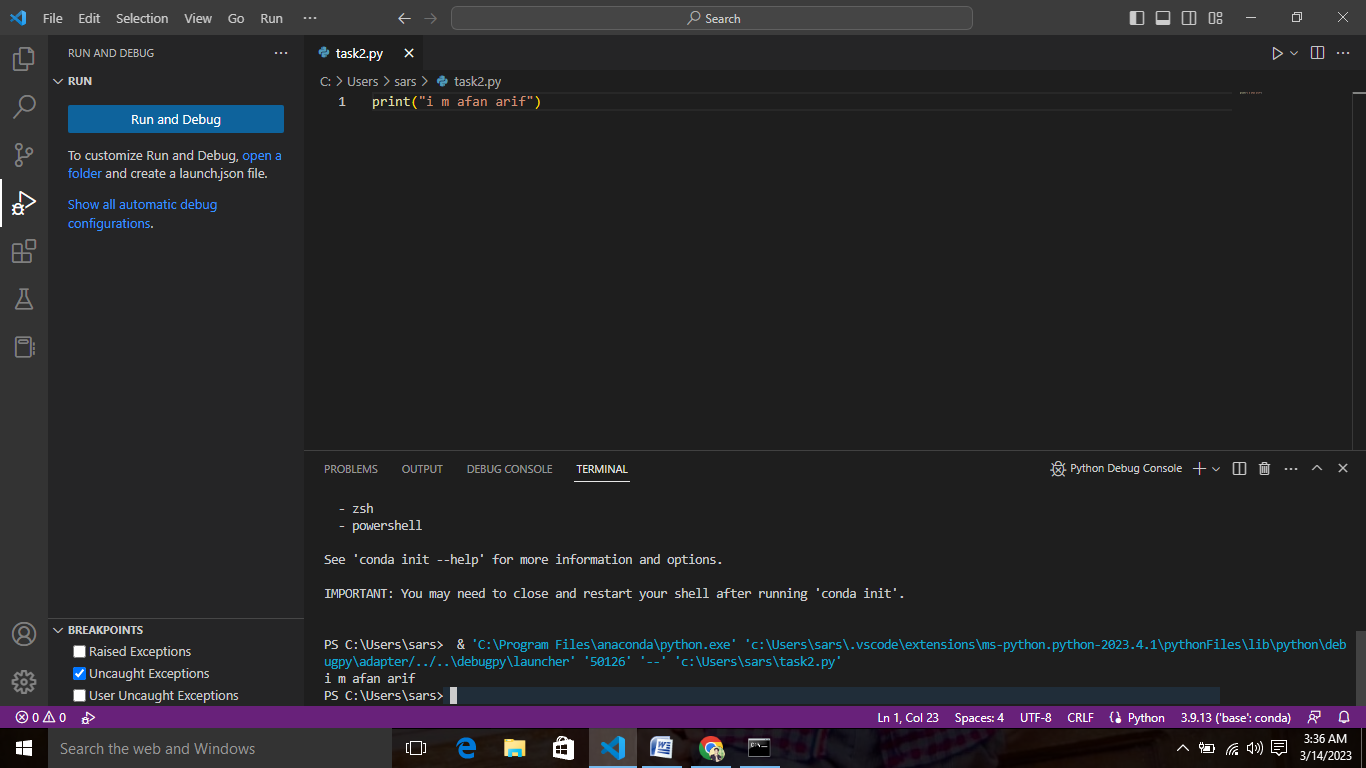 File Edit Selection View Go Run ··· Search
RUN AND DEBUG ···
RUN
Run and Debug
To customize Run and Debug, open a
folder and create a launch.json file.
Show all automatic debug
configurations.
BREAKPOINTS
Raised Exceptions
Uncaught Exceptions
User Uncaught Exceptions
task2.py
C: > Users > sars > task2.py
1 print("i m afan arif")
PROBLEMS OUTPUT DEBUG CONSOLE TERMINAL Python Debug Console
- zsh
- powershell
See 'conda init --help' for more information and options.
IMPORTANT: You may need to close and restart your shell after running 'conda init'.
PS C:\Users\sars>  & 'C:\Program Files\anaconda\python.exe' 'c:\Users\sars\.vscode\extensions\ms-python.python-2023.4.1\pythonFiles\lib\python\deb
ugpy\adapter/../..\debugpy\launcher' '50126' '--' 'c:\Users\sars\task2.py'
i m afan arif
PS C:\Users\sars>
0 0 Ln 1, Col 23 Spaces: 4 UTF-8 CRLF Python 3.9.13 ('base': conda)
Search the web and Windows
3:36 AM
3/14/2023